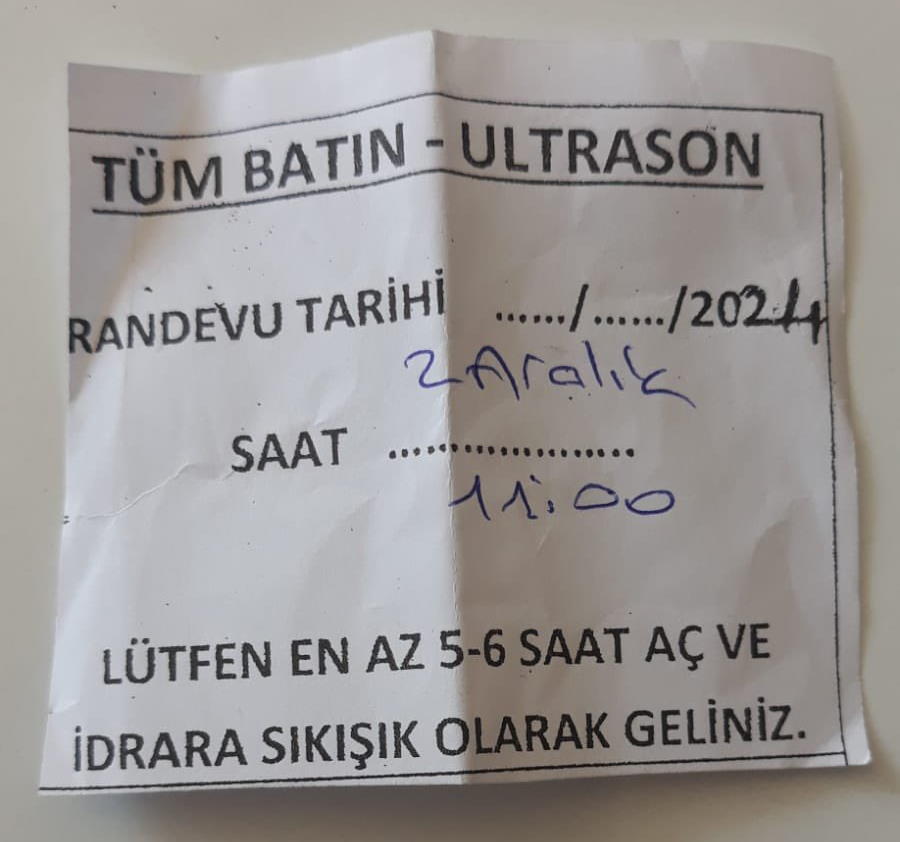 TÜM BATIN - ULTRASON
RANDEVU TARİHİ ....../....../2024
2 Aralık
SAAT .....................
11:00
LÜTFEN EN AZ 5-6 SAAT AÇ VE
İDRARA SIKIŞIK OLARAK GELİNİZ.